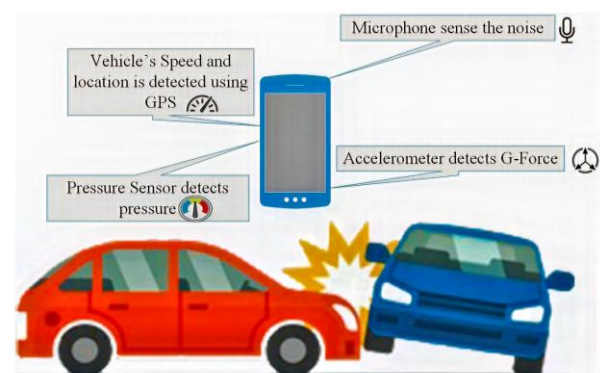 Microphone sense the noise
Vehicle`s Speed and
location is detected using
GPS
Accelerometer detects G-Force
Pressure Sensor detects
pressure